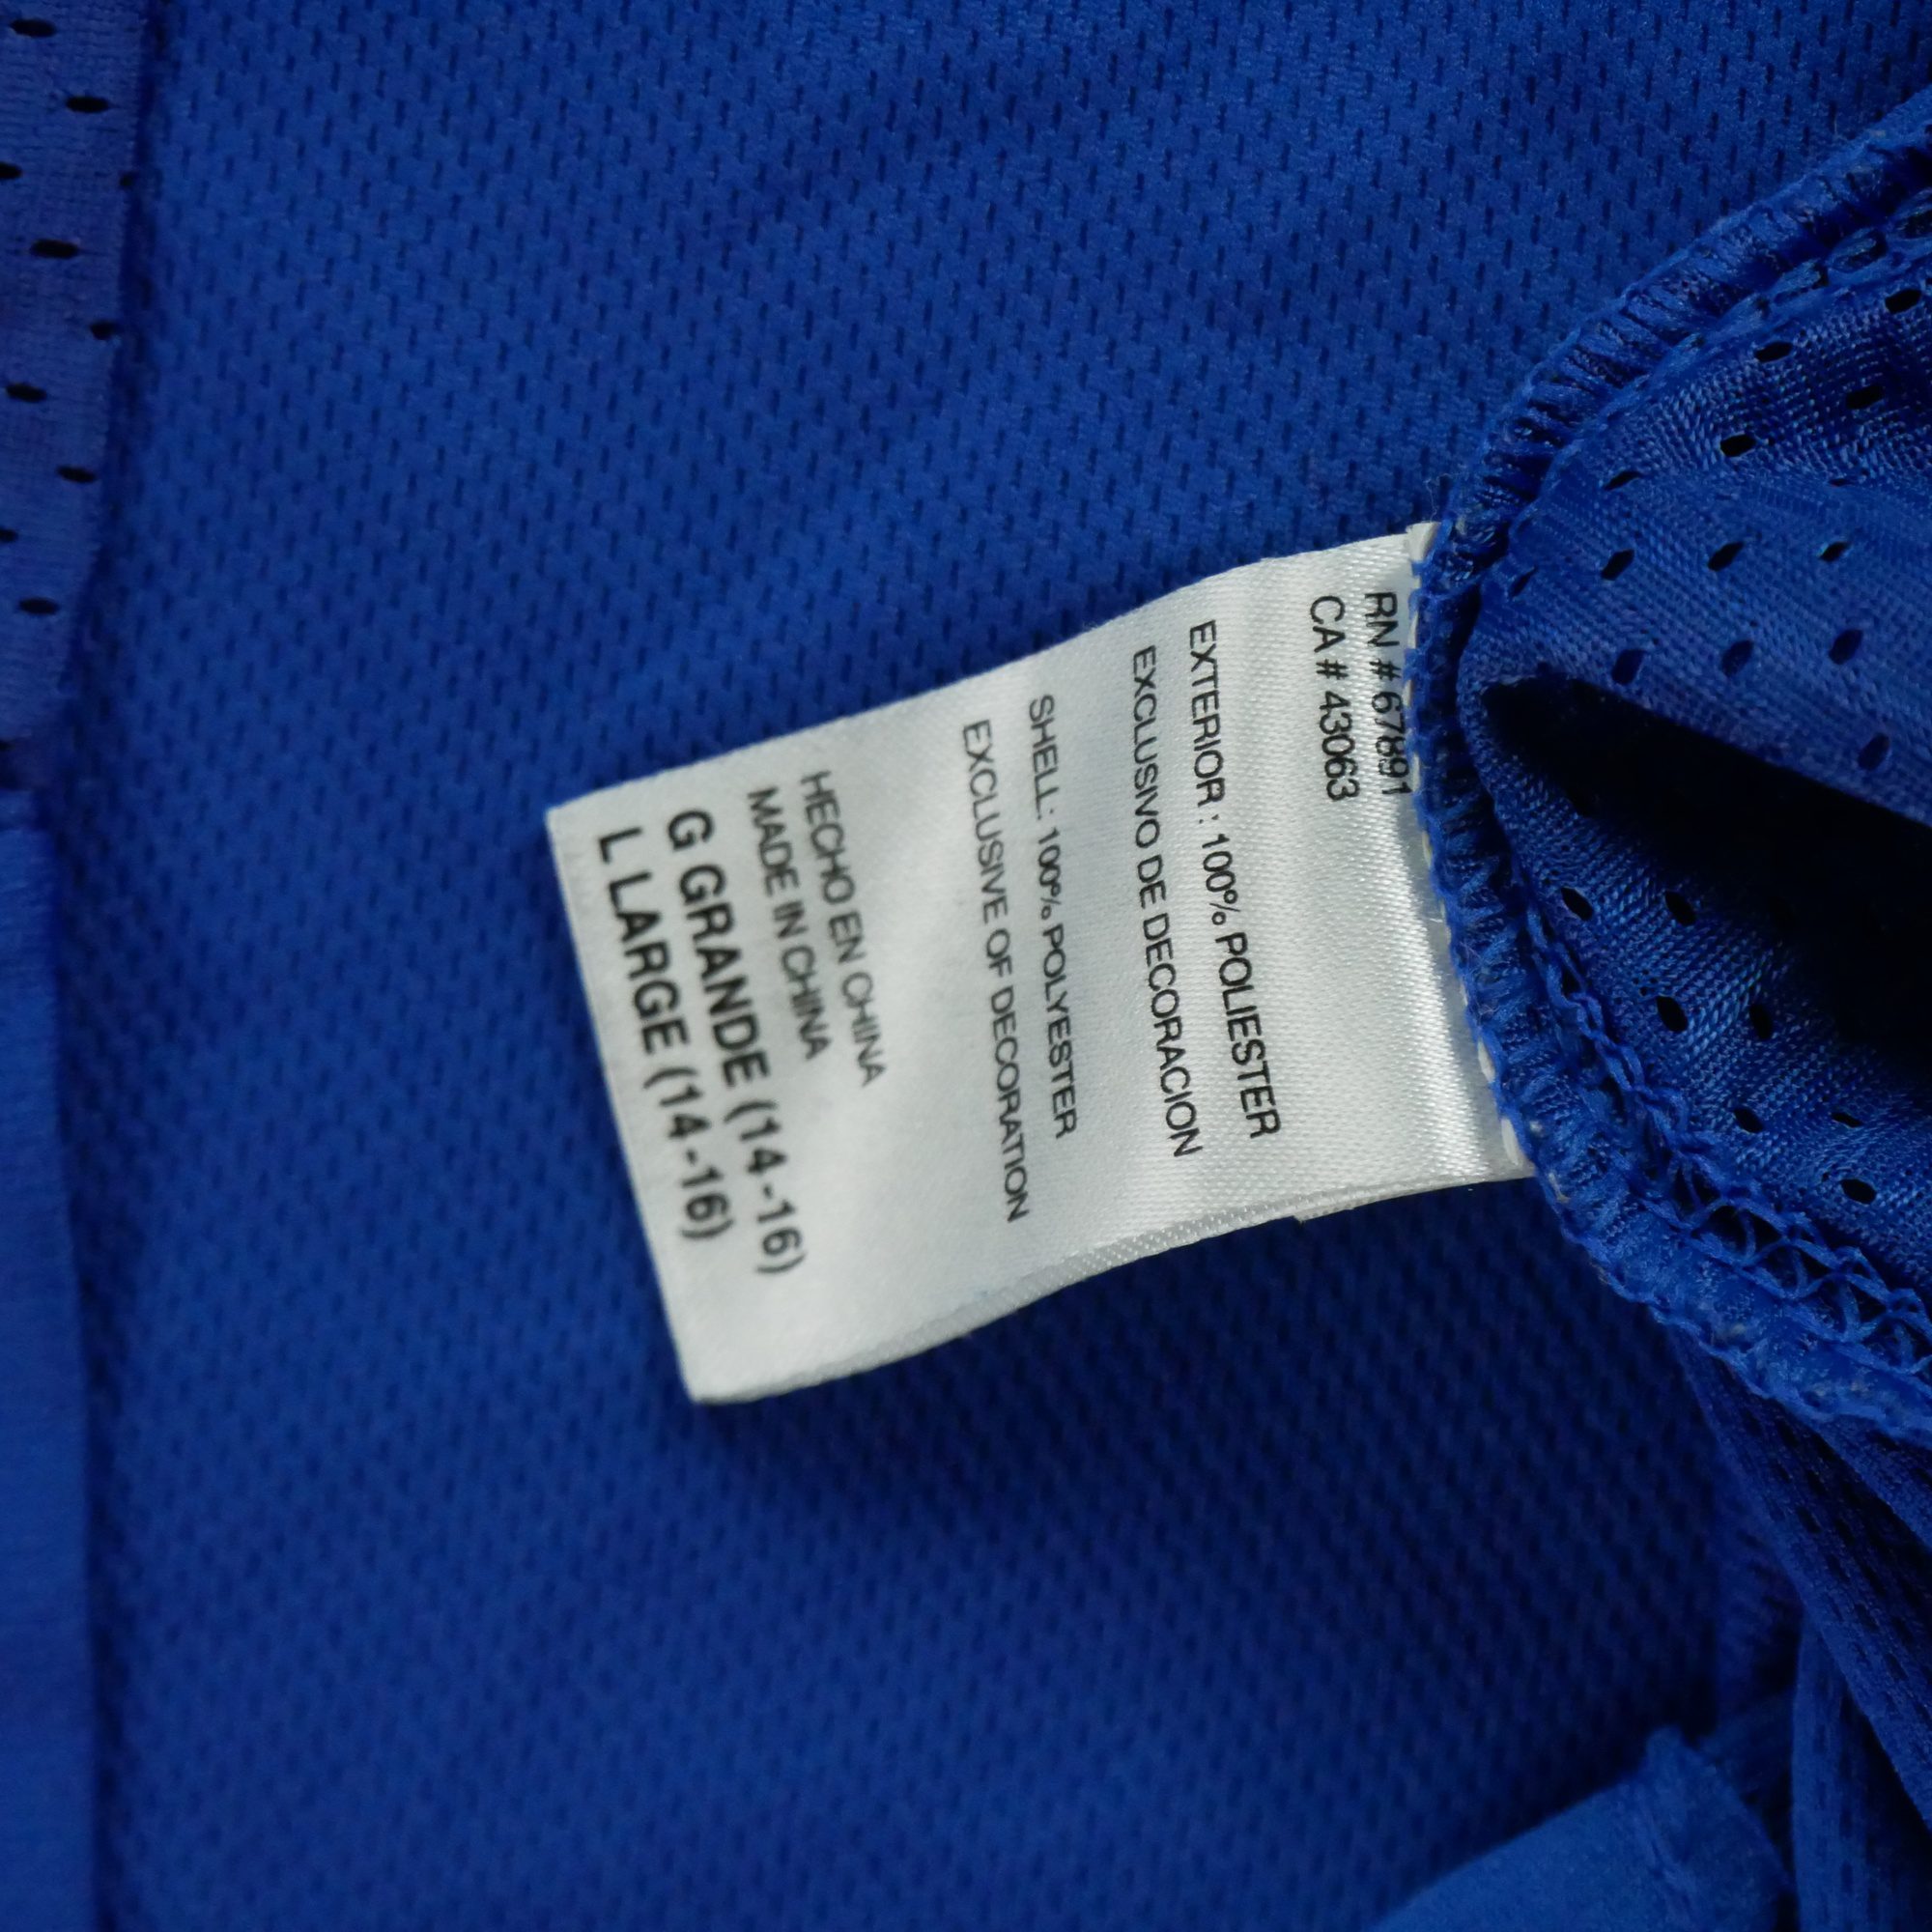 RN # 67891
CA # 43063
EXTERIOR : 100% POLIESTER
EXCLUSIVO DE DECORACION
SHELL: 100% POLYESTER
EXCLUSIVE OF DECORATION
HECHO EN CHINA
MADE IN CHINA
G GRANDE (14-16)
L LARGE (14-16)